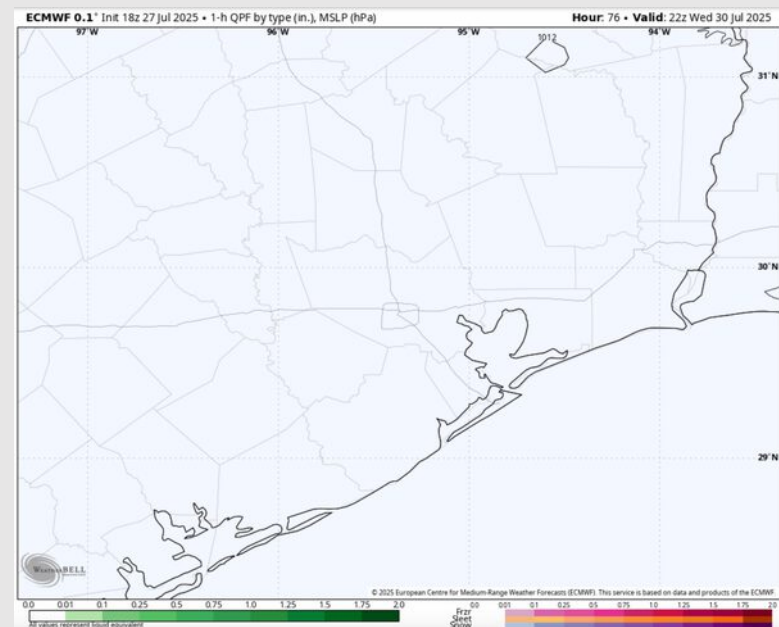 ECMWF 0.1° Init 18z 27 Jul 2025 • 1-h QPF by type (in.), MSLP (hPa) Hour: 76 • Valid: 22z Wed 30 Jul 2025
97°W 96°W 95°W 94°W
1012
31°N
30°N
29°N
WeatherBELL
© 2025 European Centre for Medium-Range Weather Forecasts (ECMWF). This service is based on data and products of the ECMWF
0.0 0.01 0.1 0.25 0.5 0.75 1.0 1.25 1.5 1.75 2.0
0.0 0.01 0.1 0.25 0.5 0.75 1.0 1.25 1.5 1.75 2.0
All values represent liquid equivalent
Frzr
Sleet
Snow